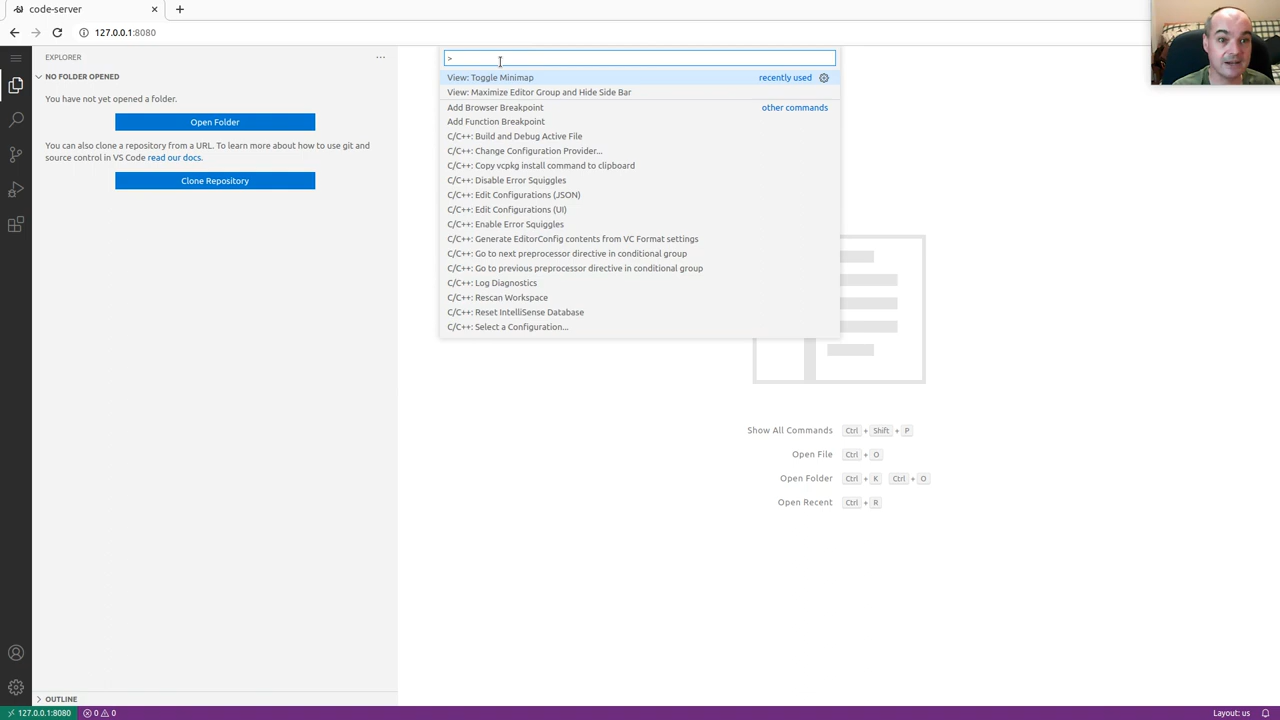 code-server
127.0.0.1:8080
EXPLORER
NO FOLDER OPENED
You have not yet opened a folder.
Open Folder
You can also clone a repository from a URL. To learn more about how to use git and
source control in VS Code read our docs.
Clone Repository
>
View: Toggle Minimap recently used
View: Maximize Editor Group and Hide Side Bar
Add Browser Breakpoint other commands
Add Function Breakpoint
C/C++: Build and Debug Active File
C/C++: Change Configuration Provider...
C/C++: Copy vcpkg install command to clipboard
C/C++: Disable Error Squiggles
C/C++: Edit Configurations (JSON)
C/C++: Edit Configurations (UI)
C/C++: Enable Error Squiggles
C/C++: Generate EditorConfig contents from VC Format settings
C/C++: Go to next preprocessor directive in conditional group
C/C++: Go to previous preprocessor directive in conditional group
C/C++: Log Diagnostics
C/C++: Rescan Workspace
C/C++: Reset IntelliSense Database
C/C++: Select a Configuration...
Show All Commands Ctrl + Shift + P
Open File Ctrl + O
Open Folder Ctrl + K Ctrl + O
Open Recent Ctrl + R
OUTLINE
127.0.0.1:8080 0 0 Layout: us